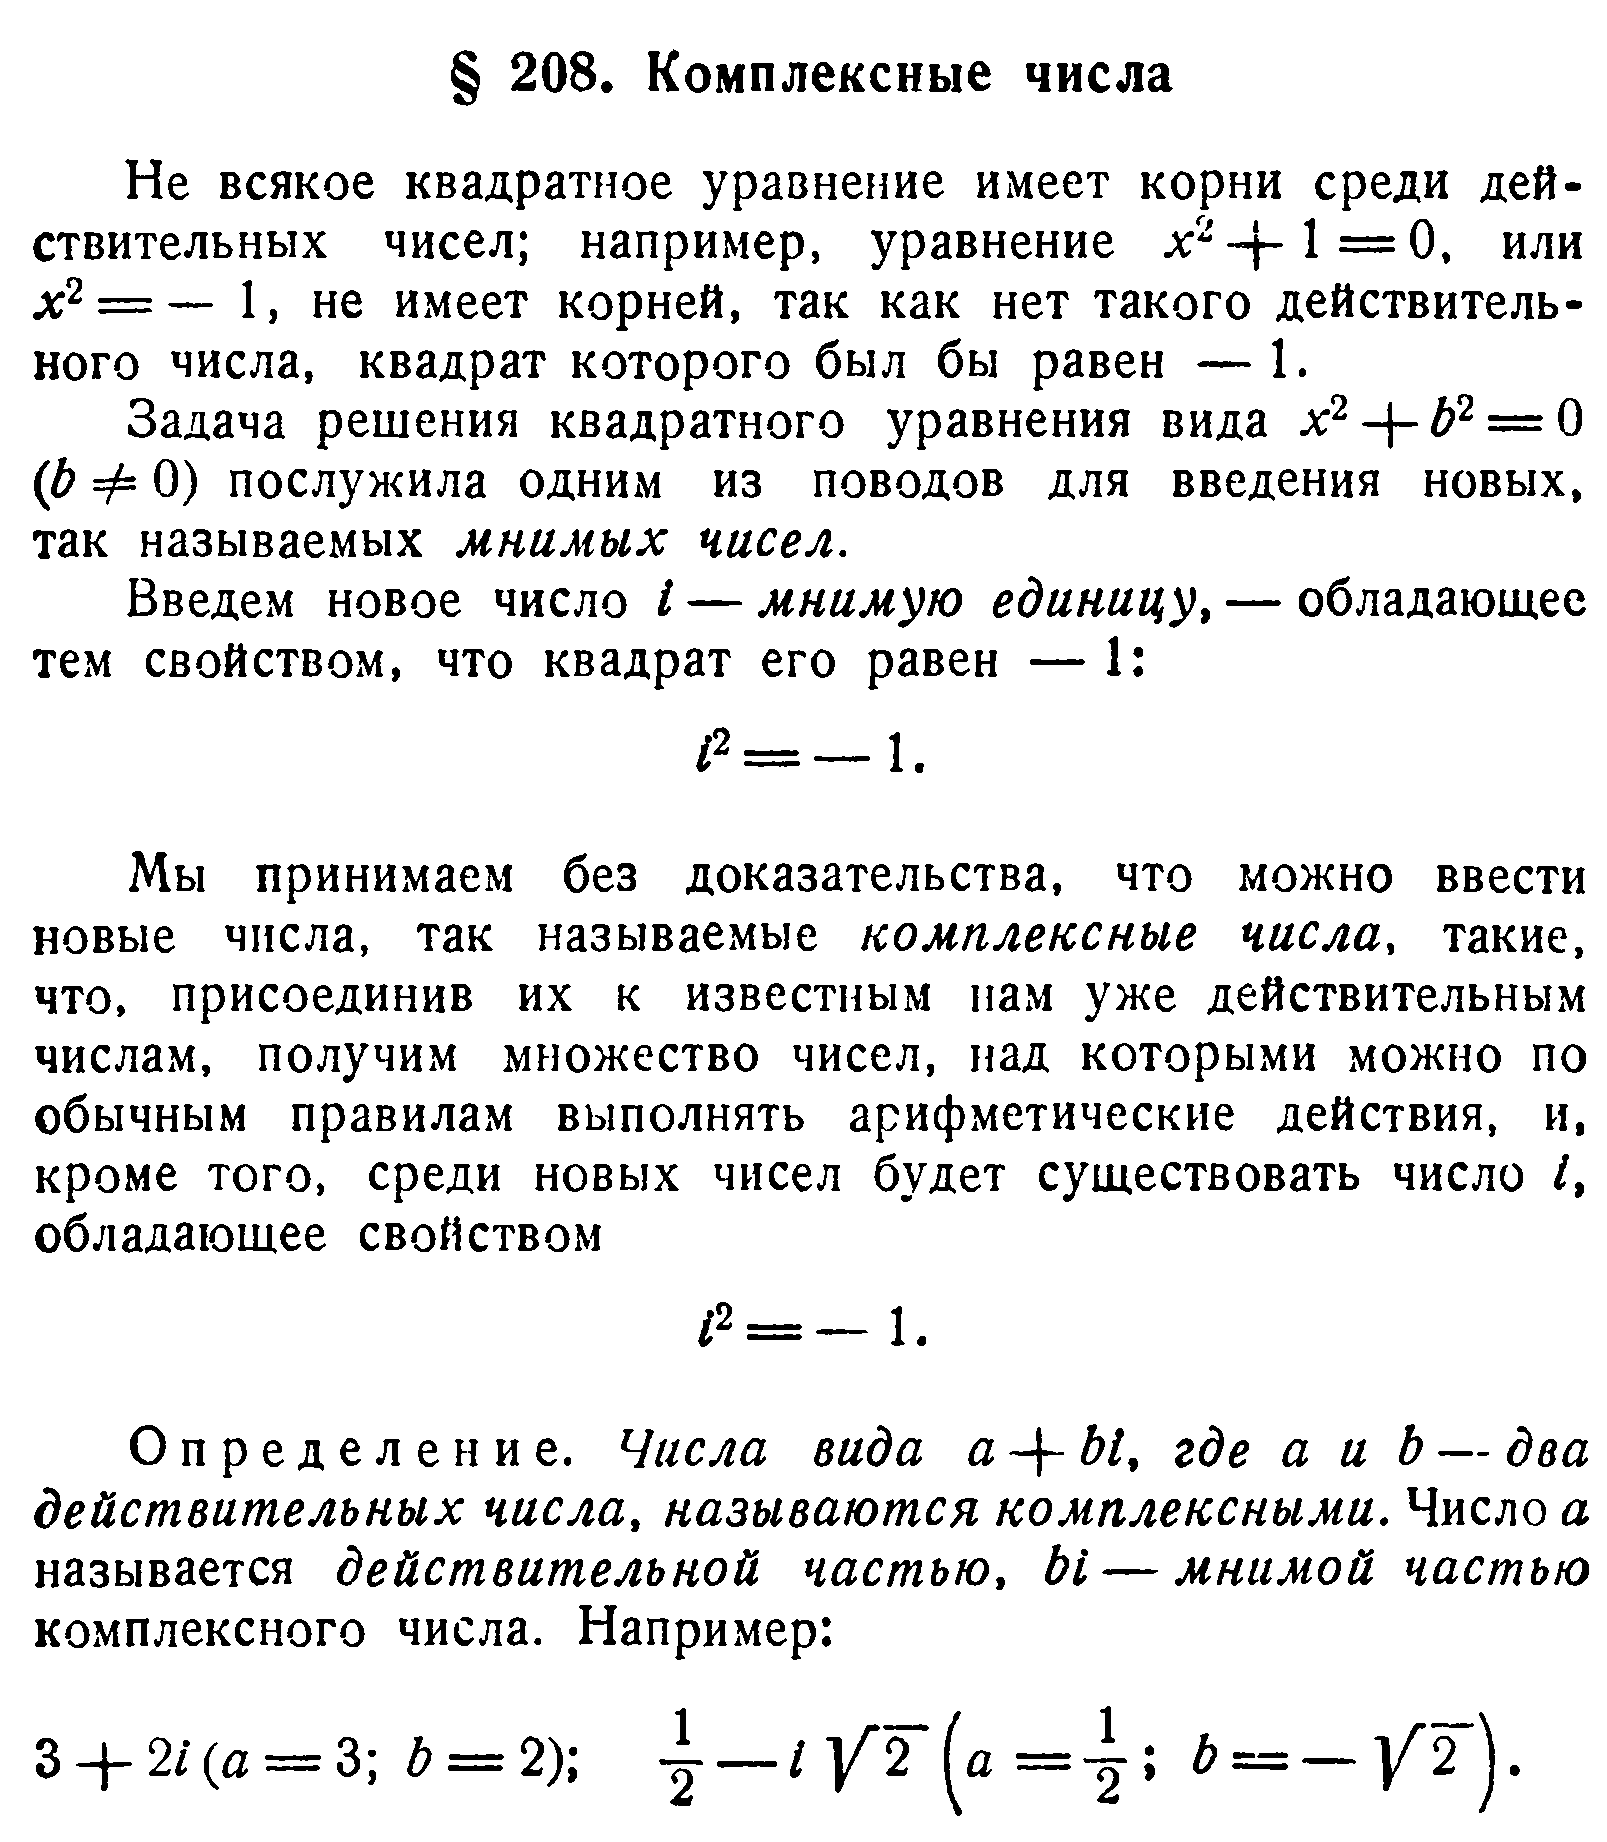 § 208. Комплексные числа
Не всякое квадратное уравнение имеет корни среди дей-
ствительных чисел; например, уравнение x² + 1 = 0, или
x² = — 1, не имеет корней, так как нет такого действитель-
ного числа, квадрат которого был бы равен — 1.
Задача решения квадратного уравнения вида x² + b² = 0
(b ≠ 0) послужила одним из поводов для введения новых,
так называемых мнимых чисел.
Введем новое число i — мнимую единицу, — обладающее
тем свойством, что квадрат его равен — 1:
i² = — 1.
Мы принимаем без доказательства, что можно ввести
новые числа, так называемые комплексные числа, такие,
что, присоединив их к известным нам уже действительным
числам, получим множество чисел, над которыми можно по
обычным правилам выполнять арифметические действия, и,
кроме того, среди новых чисел будет существовать число i,
обладающее свойством
i² = — 1.
Определение. Числа вида a + bi, где a и b — два
действительных числа, называются комплексными. Число a
называется действительной частью, bi — мнимой частью
комплексного числа. Например:
3 + 2i (a = 3; b = 2); 1/2 — i √2 (a = 1/2; b = — √2).